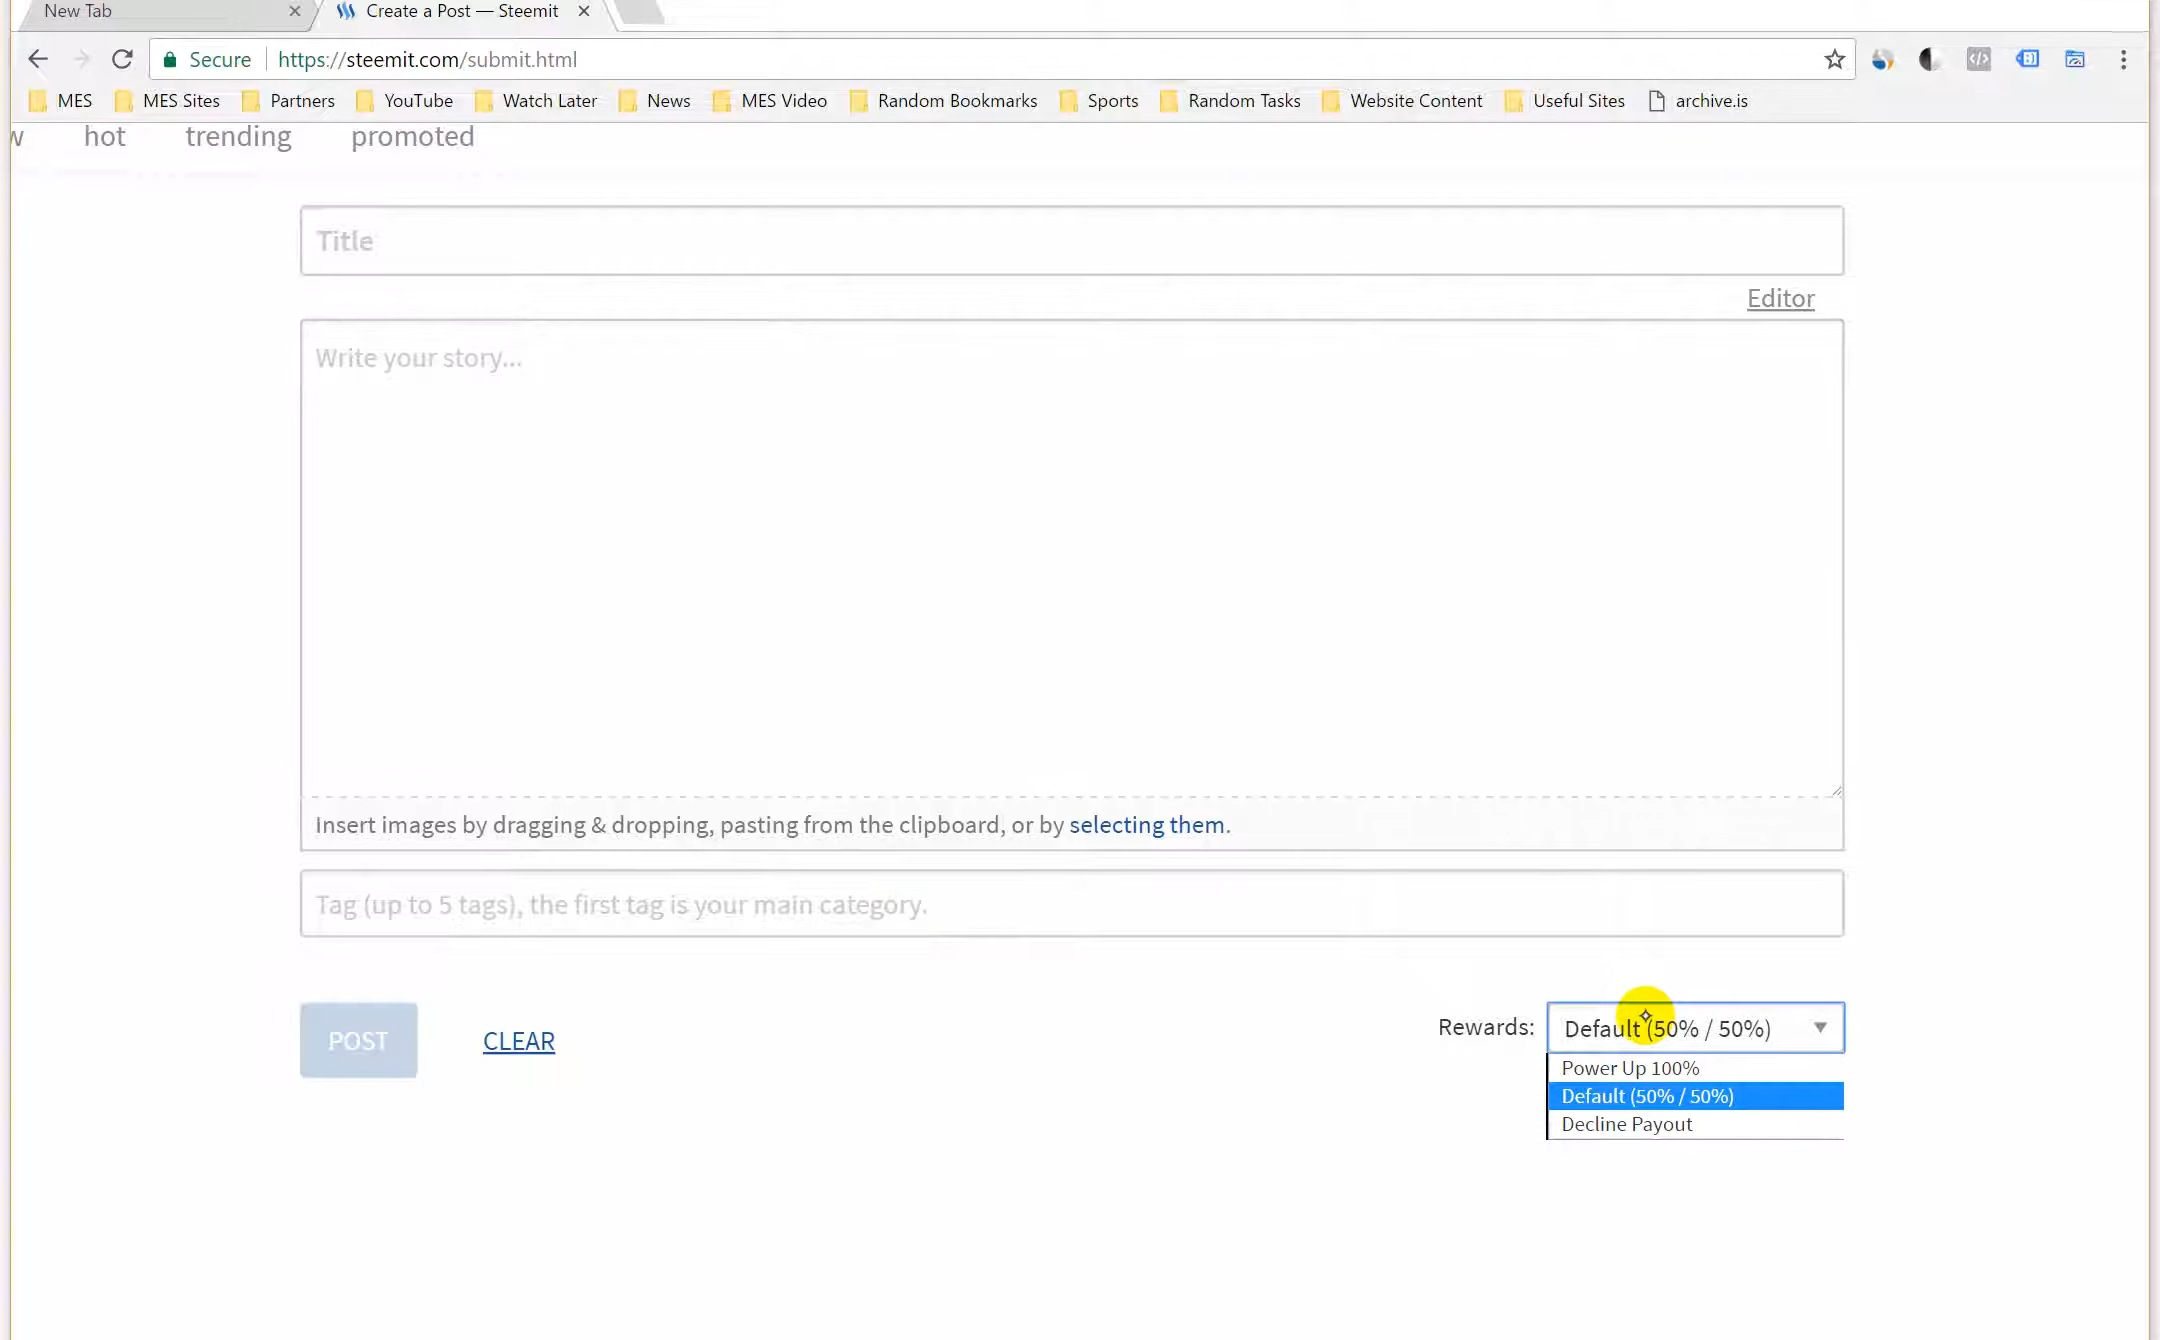 New Tab
Create a Post — Steemit
Secure https://steemit.com/submit.html
MES MES Sites Partners YouTube Watch Later News MES Video Random Bookmarks Sports Random Tasks Website Content Useful Sites archive.is
hot trending promoted
Title
Editor
Write your story...
Insert images by dragging & dropping, pasting from the clipboard, or by selecting them.
Tag (up to 5 tags), the first tag is your main category.
POST CLEAR Rewards: Default (50% / 50%)
Power Up 100%
Default (50% / 50%)
Decline Payout